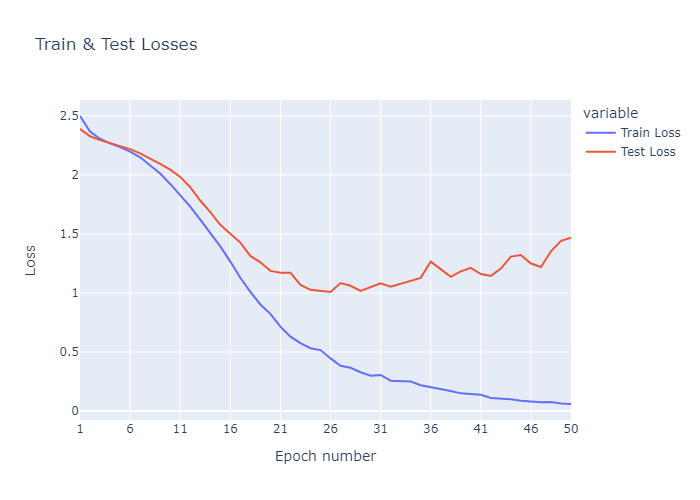 Train & Test Losses
variable
Train Loss
Test Loss
Loss
2.5
2
1.5
1
0.5
0
1 6 11 16 21 26 31 36 41 46 50
Epoch number